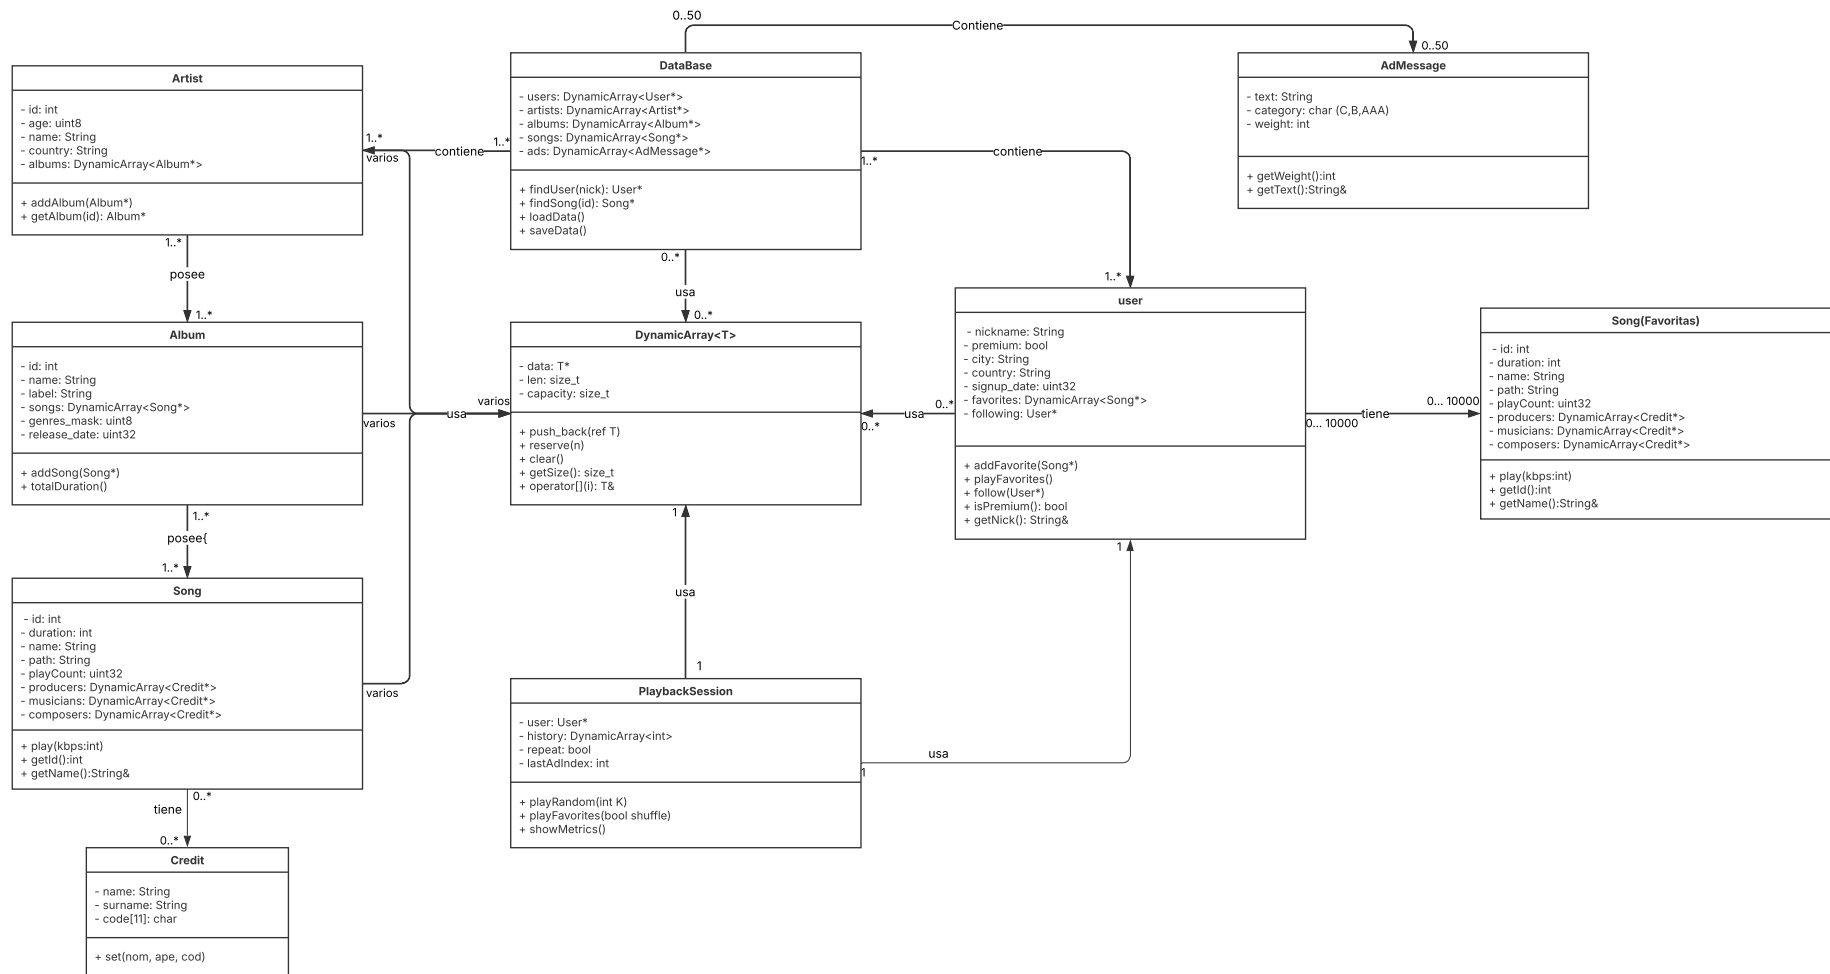 0..50
Contiene
0..50
Artist
- id: int
- age: uint8
- name: String
- country: String
- albums: DynamicArray<Album*>
+ addAlbum(Album*)
+ getAlbum(id): Album*
1..*
varios
contiene
1..*
DataBase
- users: DynamicArray<User*>
- artists: DynamicArray<Artist*>
- albums: DynamicArray<Album*>
- songs: DynamicArray<Song*>
- ads: DynamicArray<AdMessage*>
+ findUser(nick): User*
+ findSong(id): Song*
+ loadData()
+ saveData()
1..*
contiene
1..*
AdMessage
- text: String
- category: char (C,B,AAA)
- weight: int
+ getWeight():int
+ getText():String&
1..*
posee
1..*
0..*
usa
0..*
Album
- id: int
- name: String
- label: String
- songs: DynamicArray<Song*>
- genres_mask: uint8
- release_date: uint32
+ addSong(Song*)
+ totalDuration()
varios
usa
varios
DynamicArray<T>
- data: T*
- len: size_t
- capacity: size_t
+ push_back(ref T)
+ reserve(n)
+ clear()
+ getSize(): size_t
+ operator[](i): T&
0..*
usa
0..*
user
- nickname: String
- premium: bool
- city: String
- country: String
- signup_date: uint32
- favorites: DynamicArray<Song*>
- following: User*
+ addFavorite(Song*)
+ playFavorites()
+ follow(User*)
+ isPremium(): bool
+ getNick(): String&
0... 10000
tiene
0... 10000
Song(Favoritas)
- id: int
- duration: int
- name: String
- path: String
- playCount: uint32
- producers: DynamicArray<Credit*>
- musicians: DynamicArray<Credit*>
- composers: DynamicArray<Credit*>
+ play(kbps:int)
+ getId():int
+ getName():String&
1..*
posee{
1..*
1
usa
1
1
Song
- id: int
- duration: int
- name: String
- path: String
- playCount: uint32
- producers: DynamicArray<Credit*>
- musicians: DynamicArray<Credit*>
- composers: DynamicArray<Credit*>
+ play(kbps:int)
+ getId():int
+ getName():String&
varios
PlaybackSession
- user: User*
- history: DynamicArray<int>
- repeat: bool
- lastAdIndex: int
+ playRandom(int K)
+ playFavorites(bool shuffle)
+ showMetrics()
usa
1
0..*
tiene
0..*
Credit
- name: String
- surname: String
- code[11]: char
+ set(nom, ape, cod)